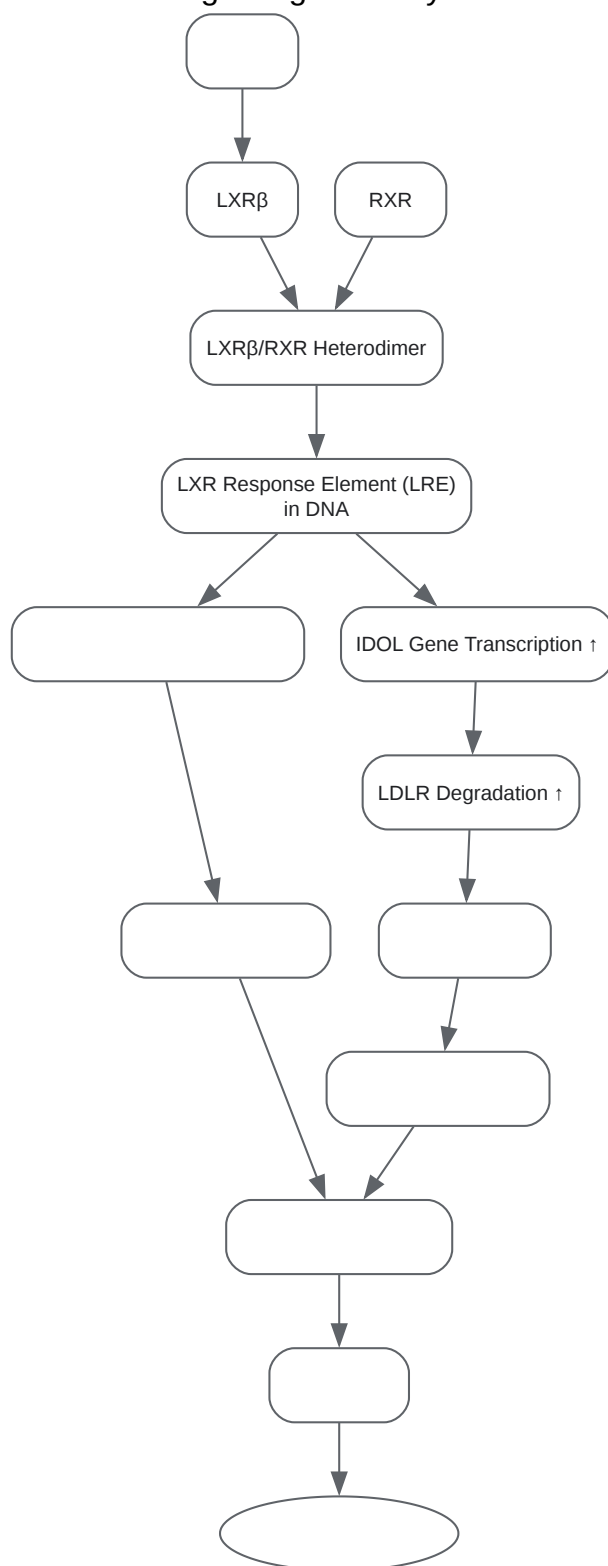 LXRβ
RXR
LXRβ/RXR Heterodimer
LXR Response Element (LRE)
in DNA
IDOL Gene Transcription ↑
LDLR Degradation ↑